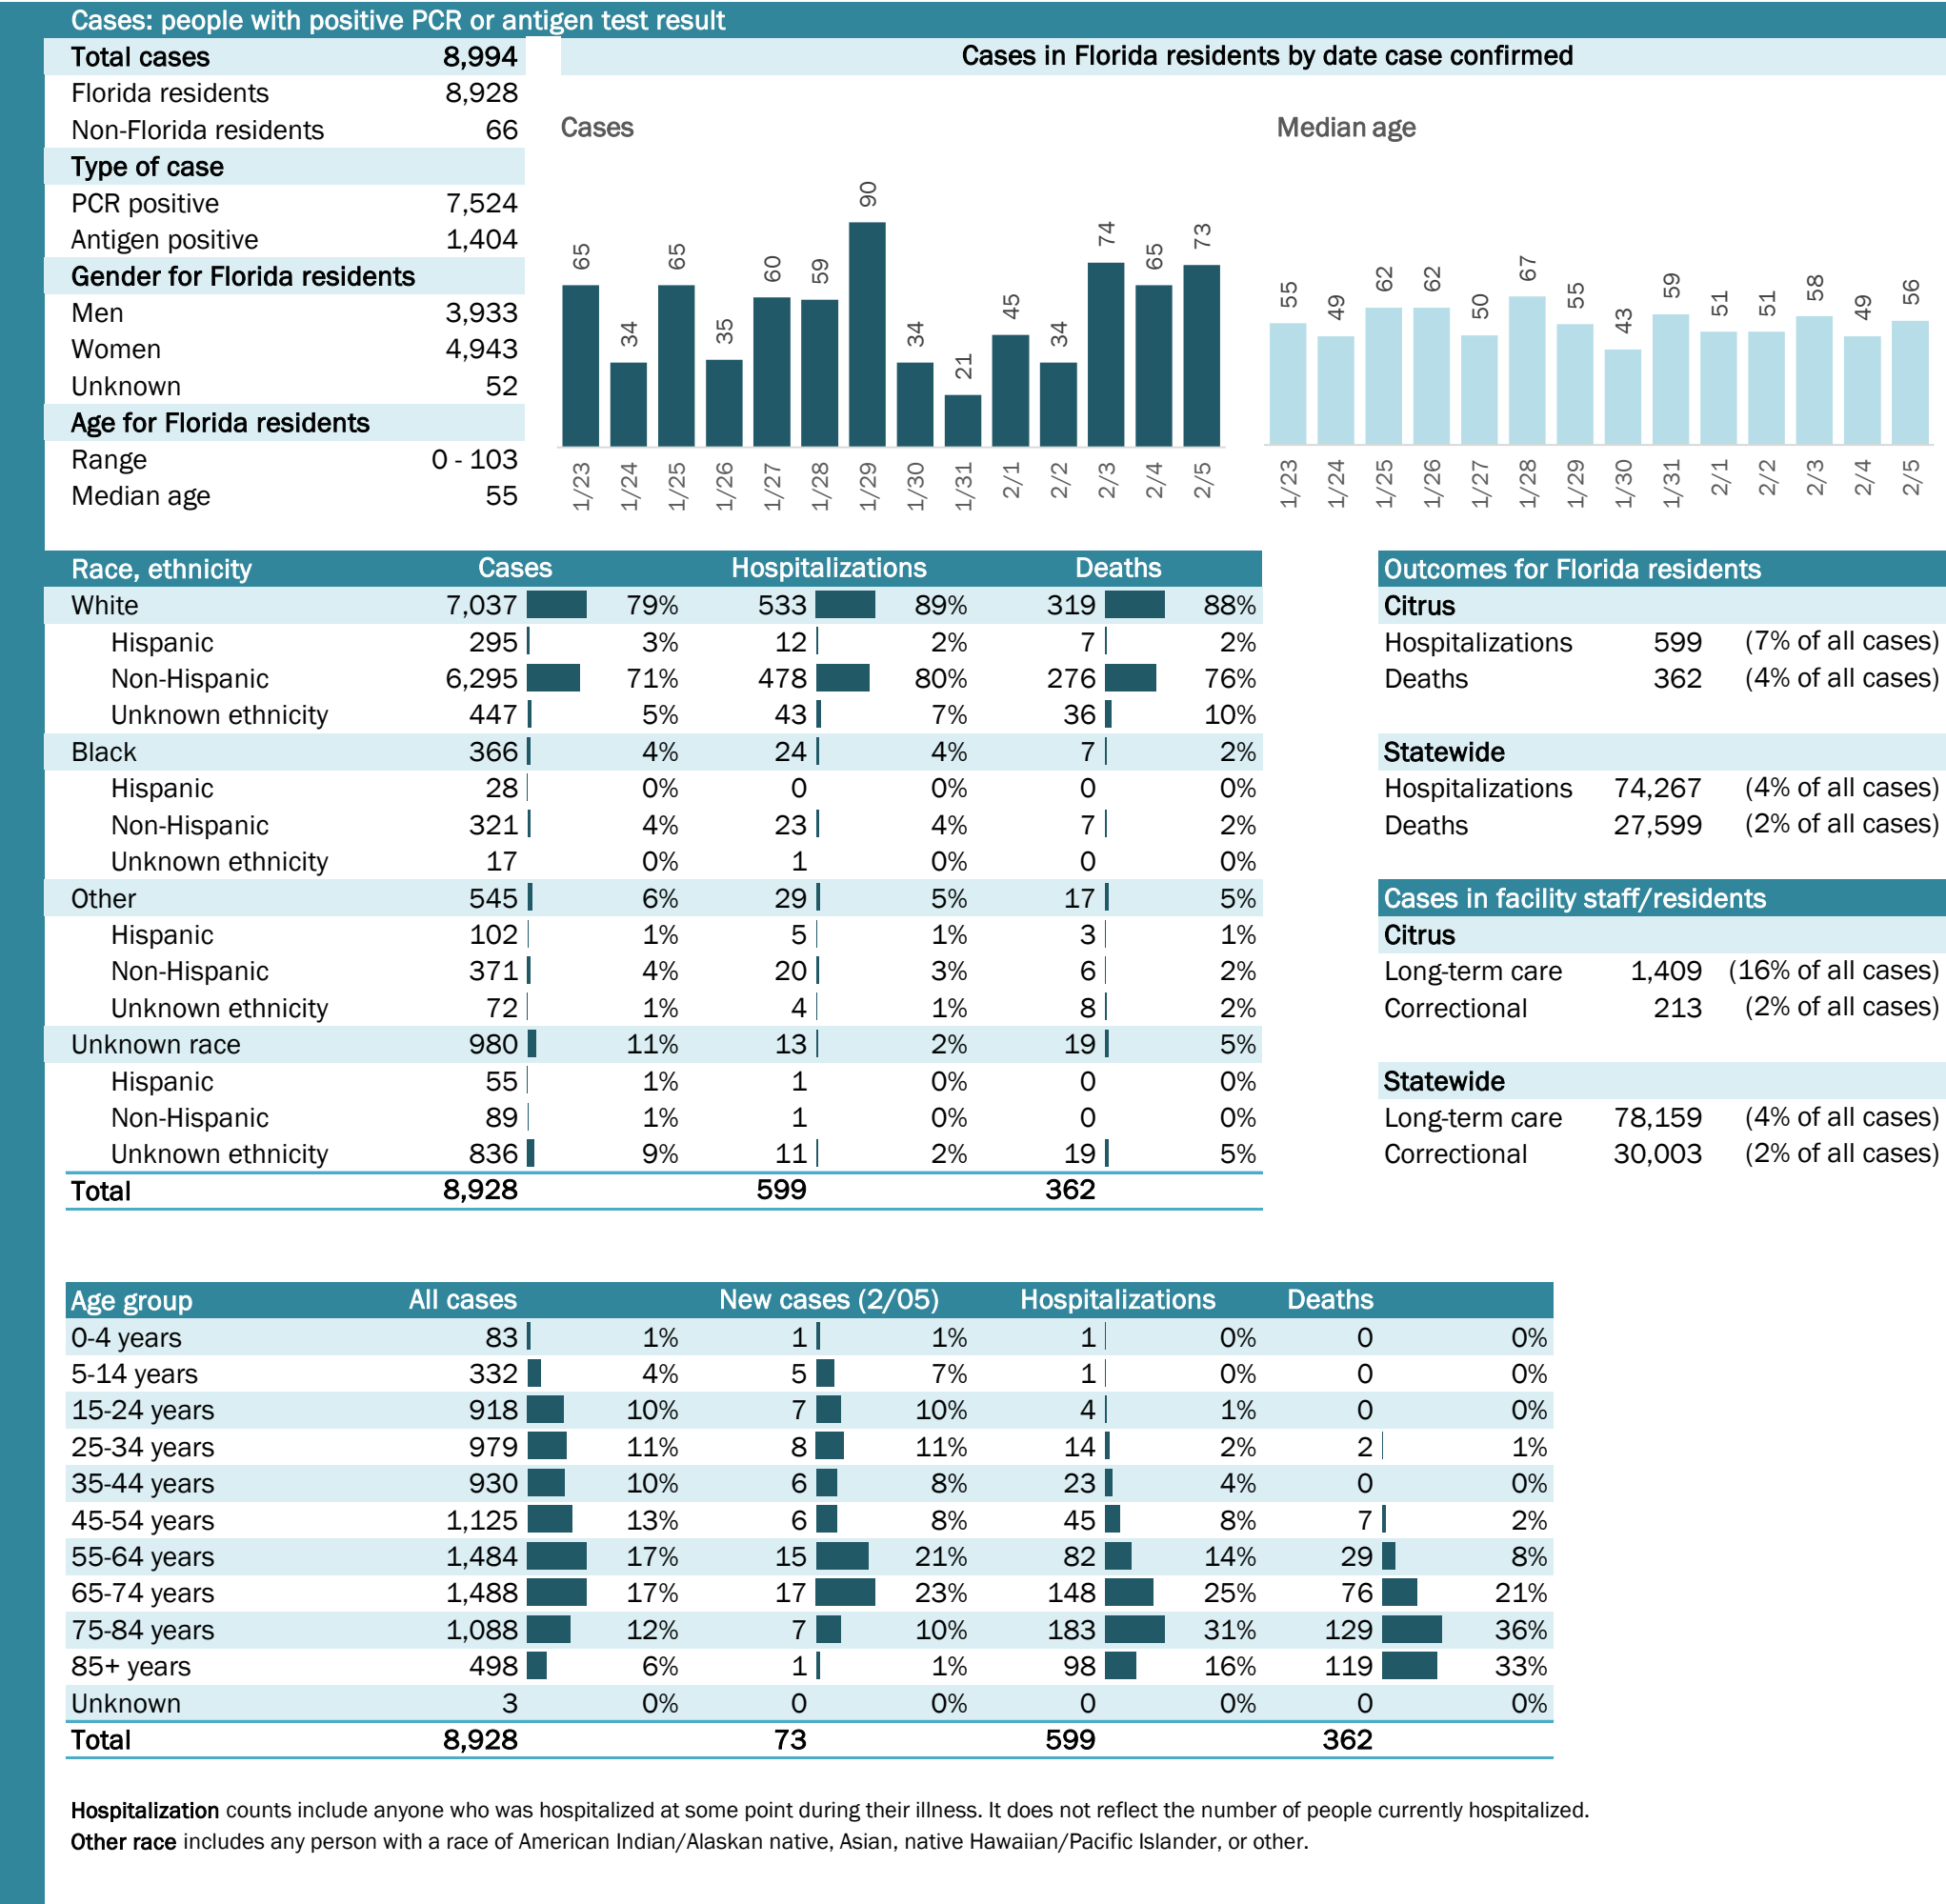 Cases: people with positive PCR or antigen test result
Total cases 8,994
Florida residents 8,928
Non-Florida residents 66
Type of case
PCR positive 7,524
Antigen positive 1,404
Gender for Florida residents
Men 3,933
Women 4,943
Unknown 52
Age for Florida residents
Range 0 - 103
Median age 55
Cases in Florida residents by date case confirmed
Cases
65 34 65 35 60 59 90 34 21 45 34 74 65 73
1/23 1/24 1/25 1/26 1/27 1/28 1/29 1/30 1/31 2/1 2/2 2/3 2/4 2/5
Median age
55 49 62 62 50 67 55 43 59 51 51 58 49 56
1/23 1/24 1/25 1/26 1/27 1/28 1/29 1/30 1/31 2/1 2/2 2/3 2/4 2/5
Race, ethnicity Cases Hospitalizations Deaths
White 7,037 79% 533 89% 319 88%
Hispanic 295 3% 12 2% 7 2%
Non-Hispanic 6,295 71% 478 80% 276 76%
Unknown ethnicity 447 5% 43 7% 36 10%
Black 366 4% 24 4% 7 2%
Hispanic 28 0% 0 0% 0 0%
Non-Hispanic 321 4% 23 4% 7 2%
Unknown ethnicity 17 0% 1 0% 0 0%
Other 545 6% 29 5% 17 5%
Hispanic 102 1% 5 1% 3 1%
Non-Hispanic 371 4% 20 3% 6 2%
Unknown ethnicity 72 1% 4 1% 8 2%
Unknown race 980 11% 13 2% 19 5%
Hispanic 55 1% 1 0% 0 0%
Non-Hispanic 89 1% 1 0% 0 0%
Unknown ethnicity 836 9% 11 2% 19 5%
Total 8,928 599 362
Outcomes for Florida residents
Citrus
Hospitalizations 599 (7% of all cases)
Deaths 362 (4% of all cases)
Statewide
Hospitalizations 74,267 (4% of all cases)
Deaths 27,599 (2% of all cases)
Cases in facility staff/residents
Citrus
Long-term care 1,409 (16% of all cases)
Correctional 213 (2% of all cases)
Statewide
Long-term care 78,159 (4% of all cases)
Correctional 30,003 (2% of all cases)
Age group All cases New cases (2/05) Hospitalizations Deaths
0-4 years 83 1% 1 1% 1 0% 0 0%
5-14 years 332 4% 5 7% 1 0% 0 0%
15-24 years 918 10% 7 10% 4 1% 0 0%
25-34 years 979 11% 8 11% 14 2% 2 1%
35-44 years 930 10% 6 8% 23 4% 0 0%
45-54 years 1,125 13% 6 8% 45 8% 7 2%
55-64 years 1,484 17% 15 21% 82 14% 29 8%
65-74 years 1,488 17% 17 23% 148 25% 76 21%
75-84 years 1,088 12% 7 10% 183 31% 129 36%
85+ years 498 6% 1 1% 98 16% 119 33%
Unknown 3 0% 0 0% 0 0% 0 0%
Total 8,928 73 599 362
Hospitalization counts include anyone who was hospitalized at some point during their illness. It does not reflect the number of people currently hospitalized.
Other race includes any person with a race of American Indian/Alaskan native, Asian, native Hawaiian/Pacific Islander, or other.